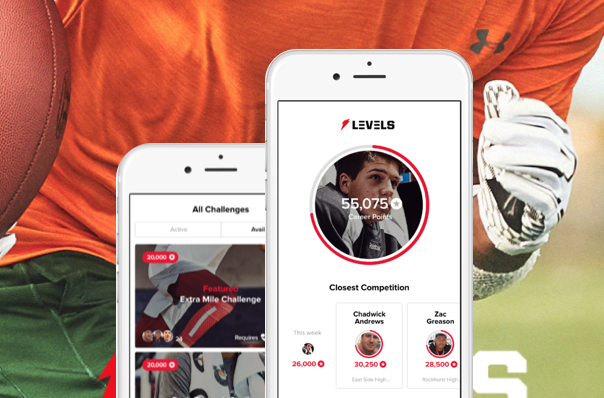 LEVELS
55,075
Career Points
Closest Competition
This week
26,000
Chadwick
Andrews
30,250
East Side High...
Zac
Greason
28,500
Rockhurst High...
All Challenges
Active
Avail
20,000
Featured
Extra Mile Challenge
24
Requires
20,000
S